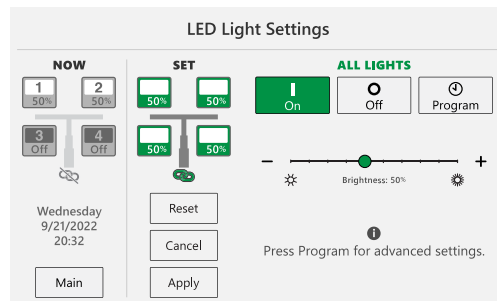 LED Light Settings
NOW
1
50%
2
50%
3
Off
4
Off
Wednesday
9/21/2022
20:32
Main
SET
50%
50%
50%
50%
Reset
Cancel
Apply
ALL LIGHTS
On
Off
Program
− +
Brightness: 50%
Press Program for advanced settings.